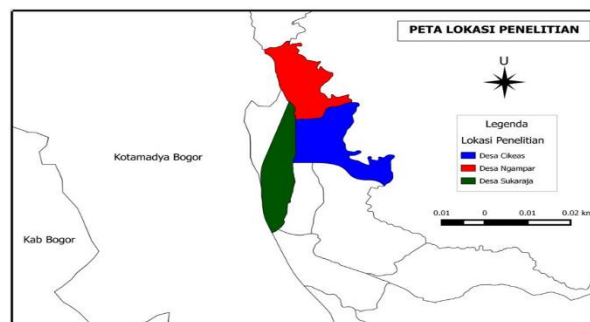 PETA LOKASI PENELITIAN
U
Legenda
Lokasi Penelitian
Desa Cikeas
Desa Ngampar
Desa Sukaraja
0.01 0 0.01 0.02 km
Kotamadya Bogor
Kab Bogor